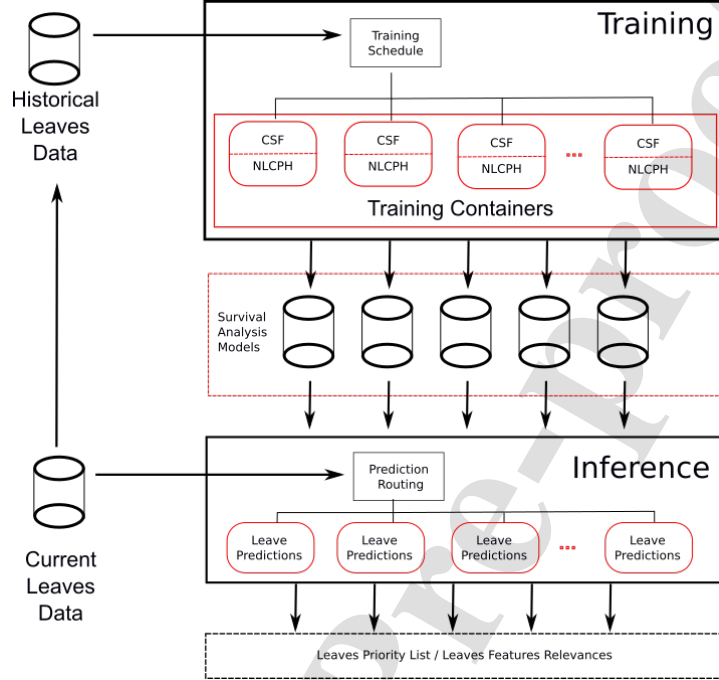 Training
Training
Schedule
Historical
Leaves
Data
CSF
NLCPH
CSF
NLCPH
CSF
NLCPH
...
CSF
NLCPH
Training Containers
Survival
Analysis
Models
Inference
Prediction
Routing
Current
Leaves
Data
Leave
Predictions
Leave
Predictions
Leave
Predictions
...
Leave
Predictions
Leaves Priority List / Leaves Features Relevances
Pre-proo